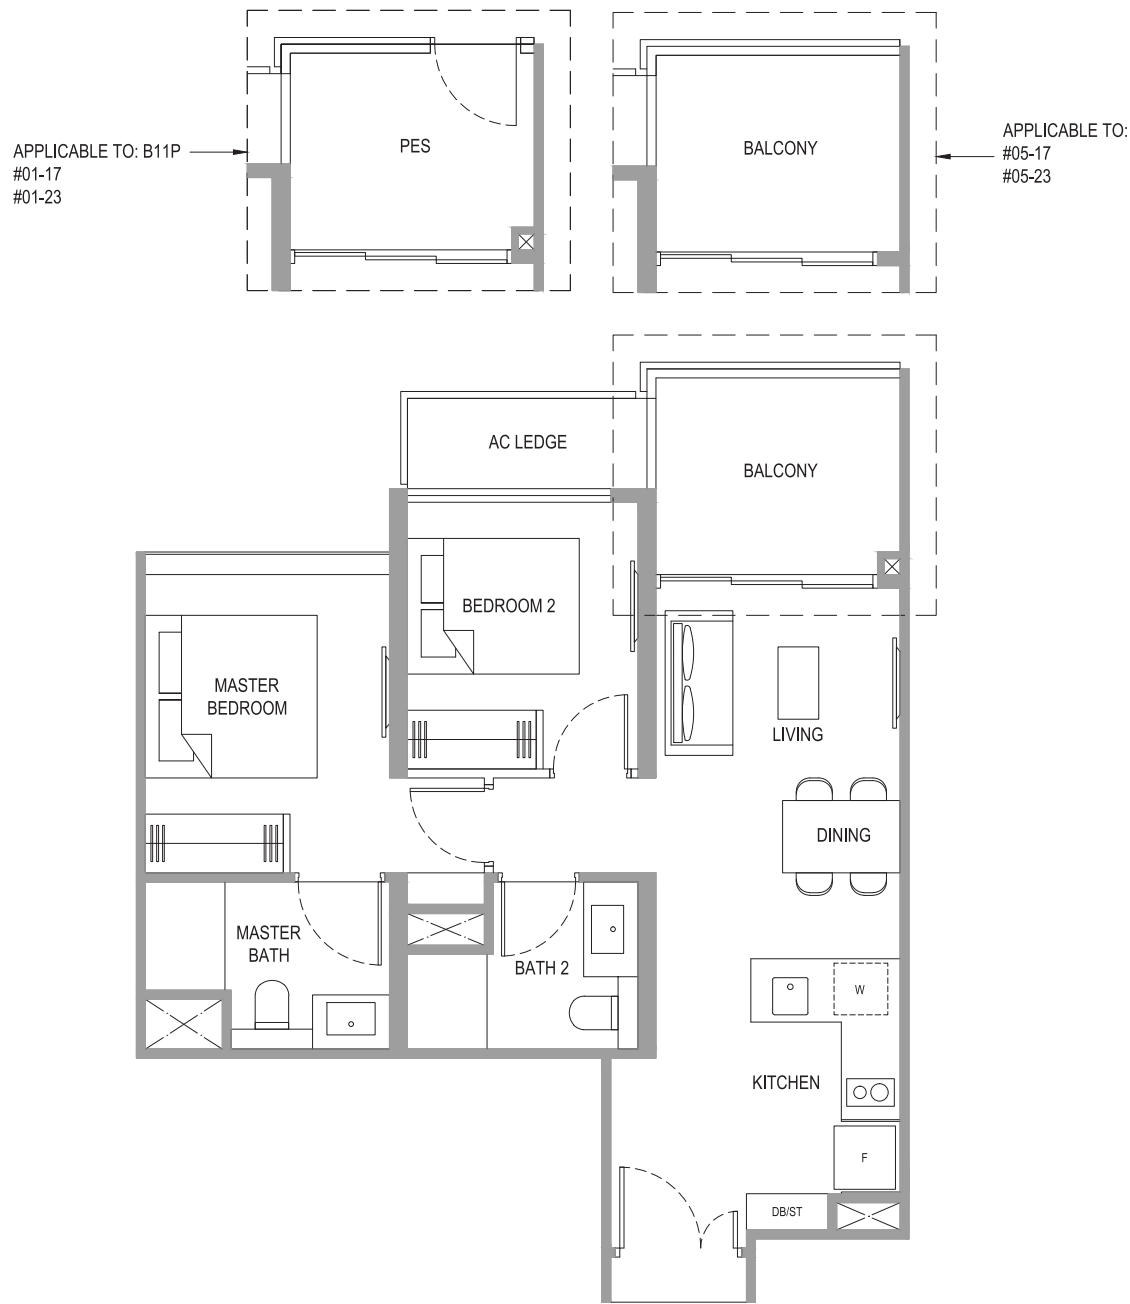 APPLICABLE TO: B11P
#01-17
#01-23
PES
BALCONY
APPLICABLE TO:
#05-17
#05-23
AC LEDGE
BALCONY
BEDROOM 2
MASTER
BEDROOM
LIVING
DINING
MASTER
BATH
BATH 2
W
KITCHEN
F
DB/ST